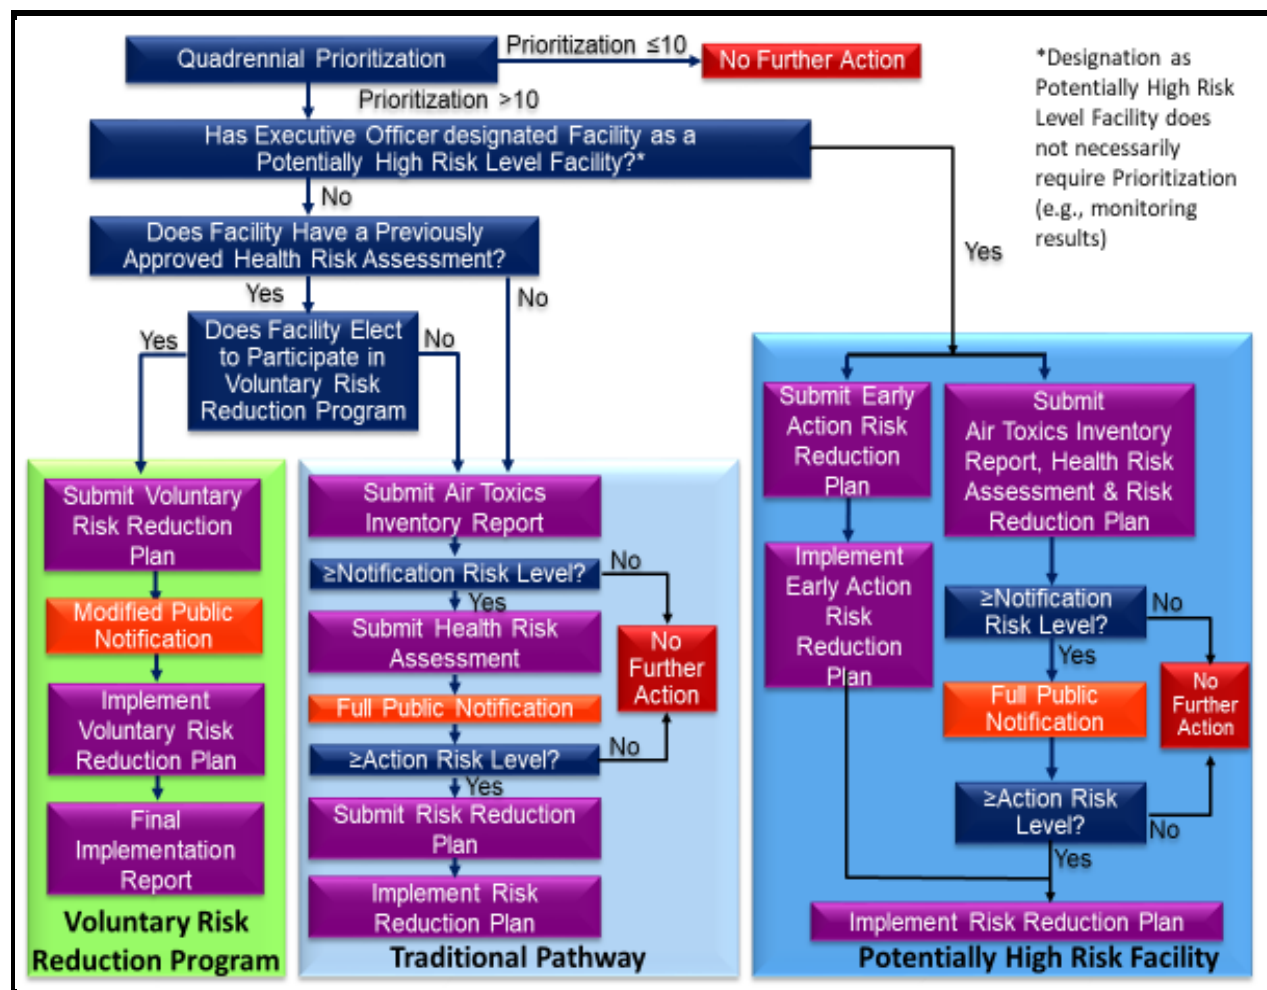 Quadrennial Prioritization
Prioritization ≤10
No Further Action
Prioritization >10
*Designation as
Potentially High Risk
Level Facility does
not necessarily
require Prioritization
(e.g., monitoring
results)
Has Executive Officer designated Facility as a
Potentially High Risk Level Facility?*
No
Yes
Does Facility Have a Previously
Approved Health Risk Assessment?
Yes
No
Does Facility Elect
to Participate in
Voluntary Risk
Reduction Program
Yes
No
Submit Voluntary
Risk Reduction
Plan
Modified Public
Notification
Implement
Voluntary Risk
Reduction Plan
Final
Implementation
Report
Voluntary Risk
Reduction Program
Submit Air Toxics
Inventory Report
≥Notification Risk Level?
No
Yes
Submit Health Risk
Assessment
Full Public Notification
≥Action Risk Level?
No
Yes
No
Further
Action
Submit Risk Reduction
Plan
Implement Risk
Reduction Plan
Traditional Pathway
Submit Early
Action Risk
Reduction
Plan
Implement
Early Action
Risk
Reduction
Plan
Submit
Air Toxics Inventory
Report, Health Risk
Assessment & Risk
Reduction Plan
≥Notification
Risk Level?
No
Yes
Full Public
Notification
No
Further
Action
≥Action Risk
Level?
No
Yes
Implement Risk Reduction Plan
Potentially High Risk Facility